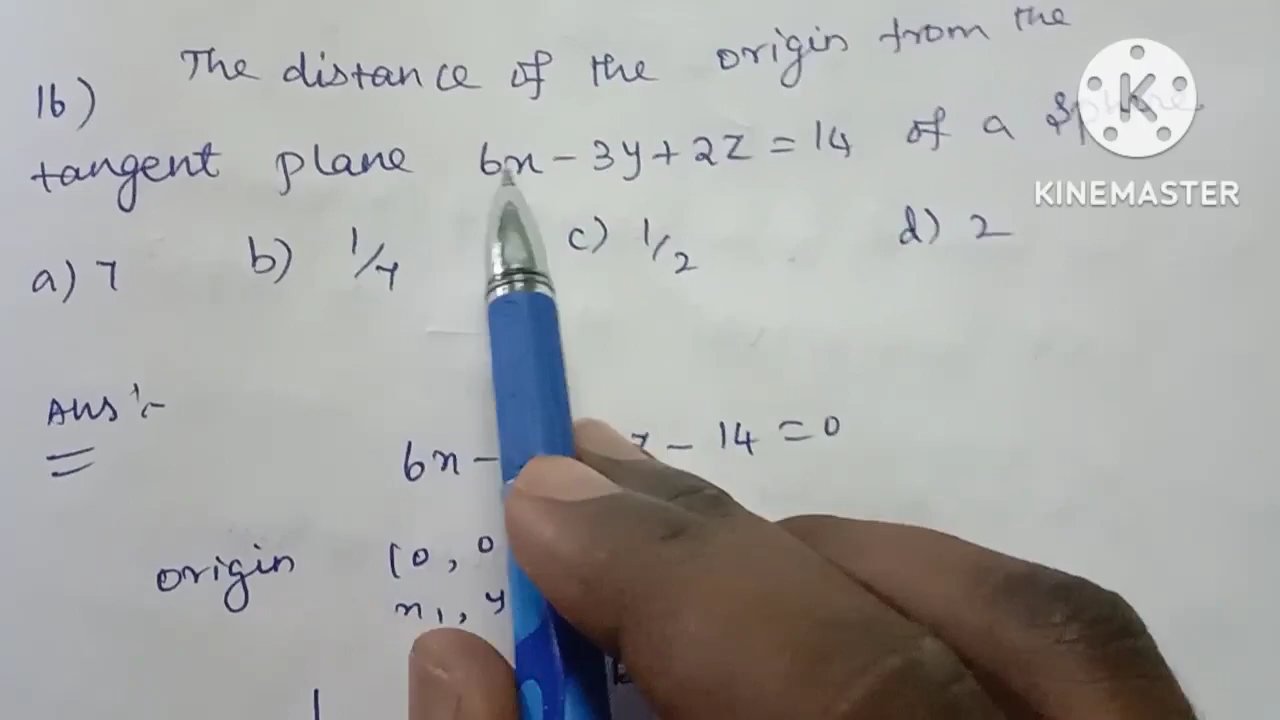 The distance of the origin from the
16)
tangent plane 6x - 3y + 2z = 14 of a
K
KINEMASTER
a) 7 b) 1/7 c) 1/2 d) 2
Ans :-
6x - z - 14 = 0
origin (0, 0
x1, y